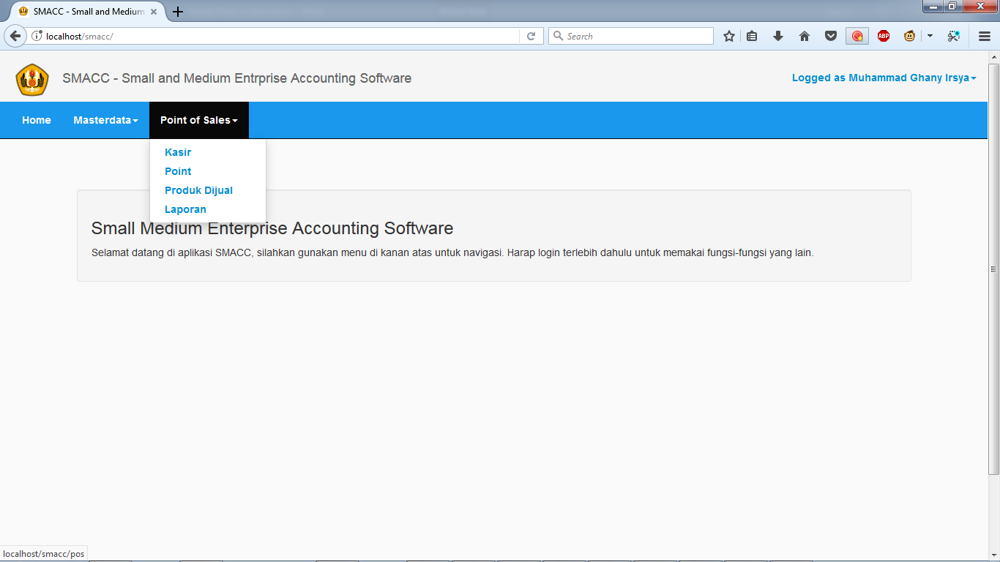 SMACC - Small and Medium
localhost/smacc/
Search
ABP
SMACC - Small and Medium Entrprise Accounting Software
Logged as Muhammad Ghany Irsya
Home
Masterdata
Point of Sales
Kasir
Point
Produk Dijual
Laporan
Small Medium Enterprise Accounting Software
Selamat datang di aplikasi SMACC, silahkan gunakan menu di kanan atas untuk navigasi. Harap login terlebih dahulu untuk memakai fungsi-fungsi yang lain.
localhost/smacc/pos